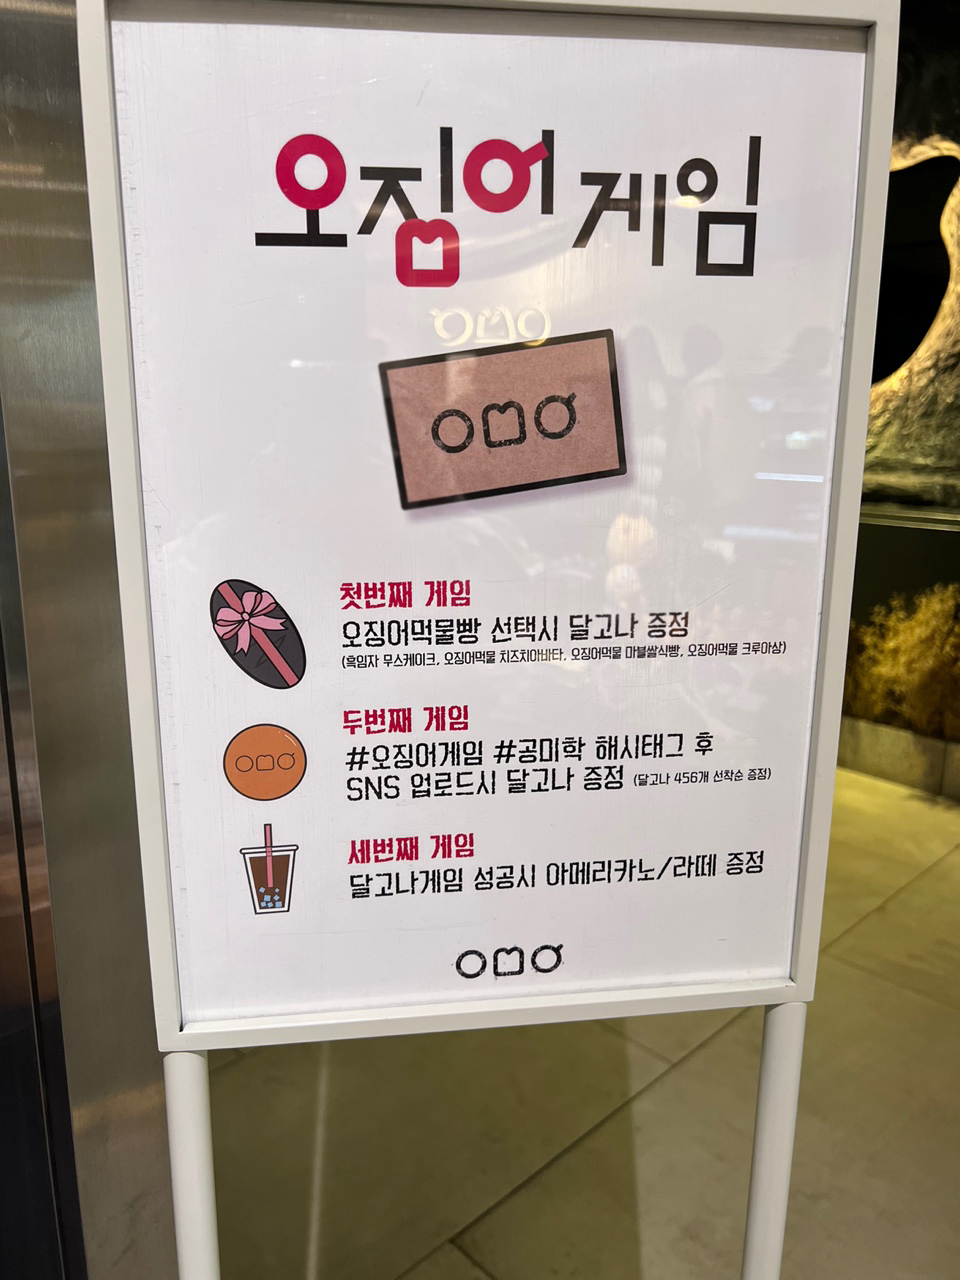 오징어 게임
첫번째 게임
오징어먹물빵 선택시 달고나 증정
(흑임자 무스케이크, 오징어먹물 치즈치아바타, 오징어먹물 마블쌀식빵, 오징어먹물 크루아상)
두번째 게임
#오징어게임 #공미학 해시태그 후
SNS 업로드시 달고나 증정 (달고나 456개 선착순 증정)
세번째 게임
달고나게임 성공시 아메리카노/라떼 증정